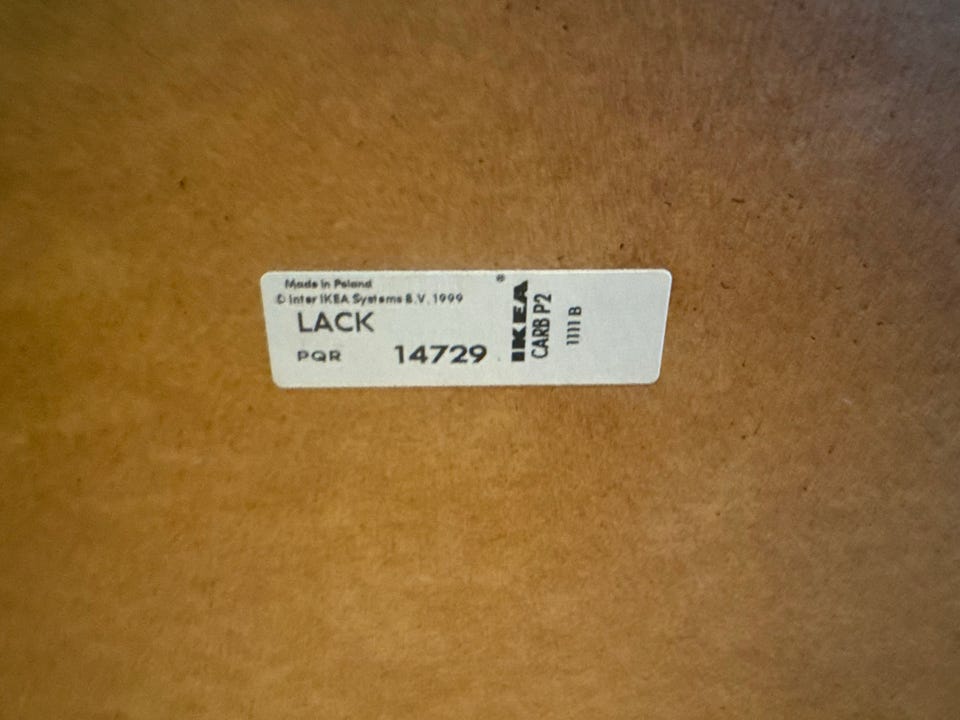 Made in Poland
© Inter IKEA Systems B.V. 1999
LACK
PQR 14729
® IKEA
CARB P2
1111 B